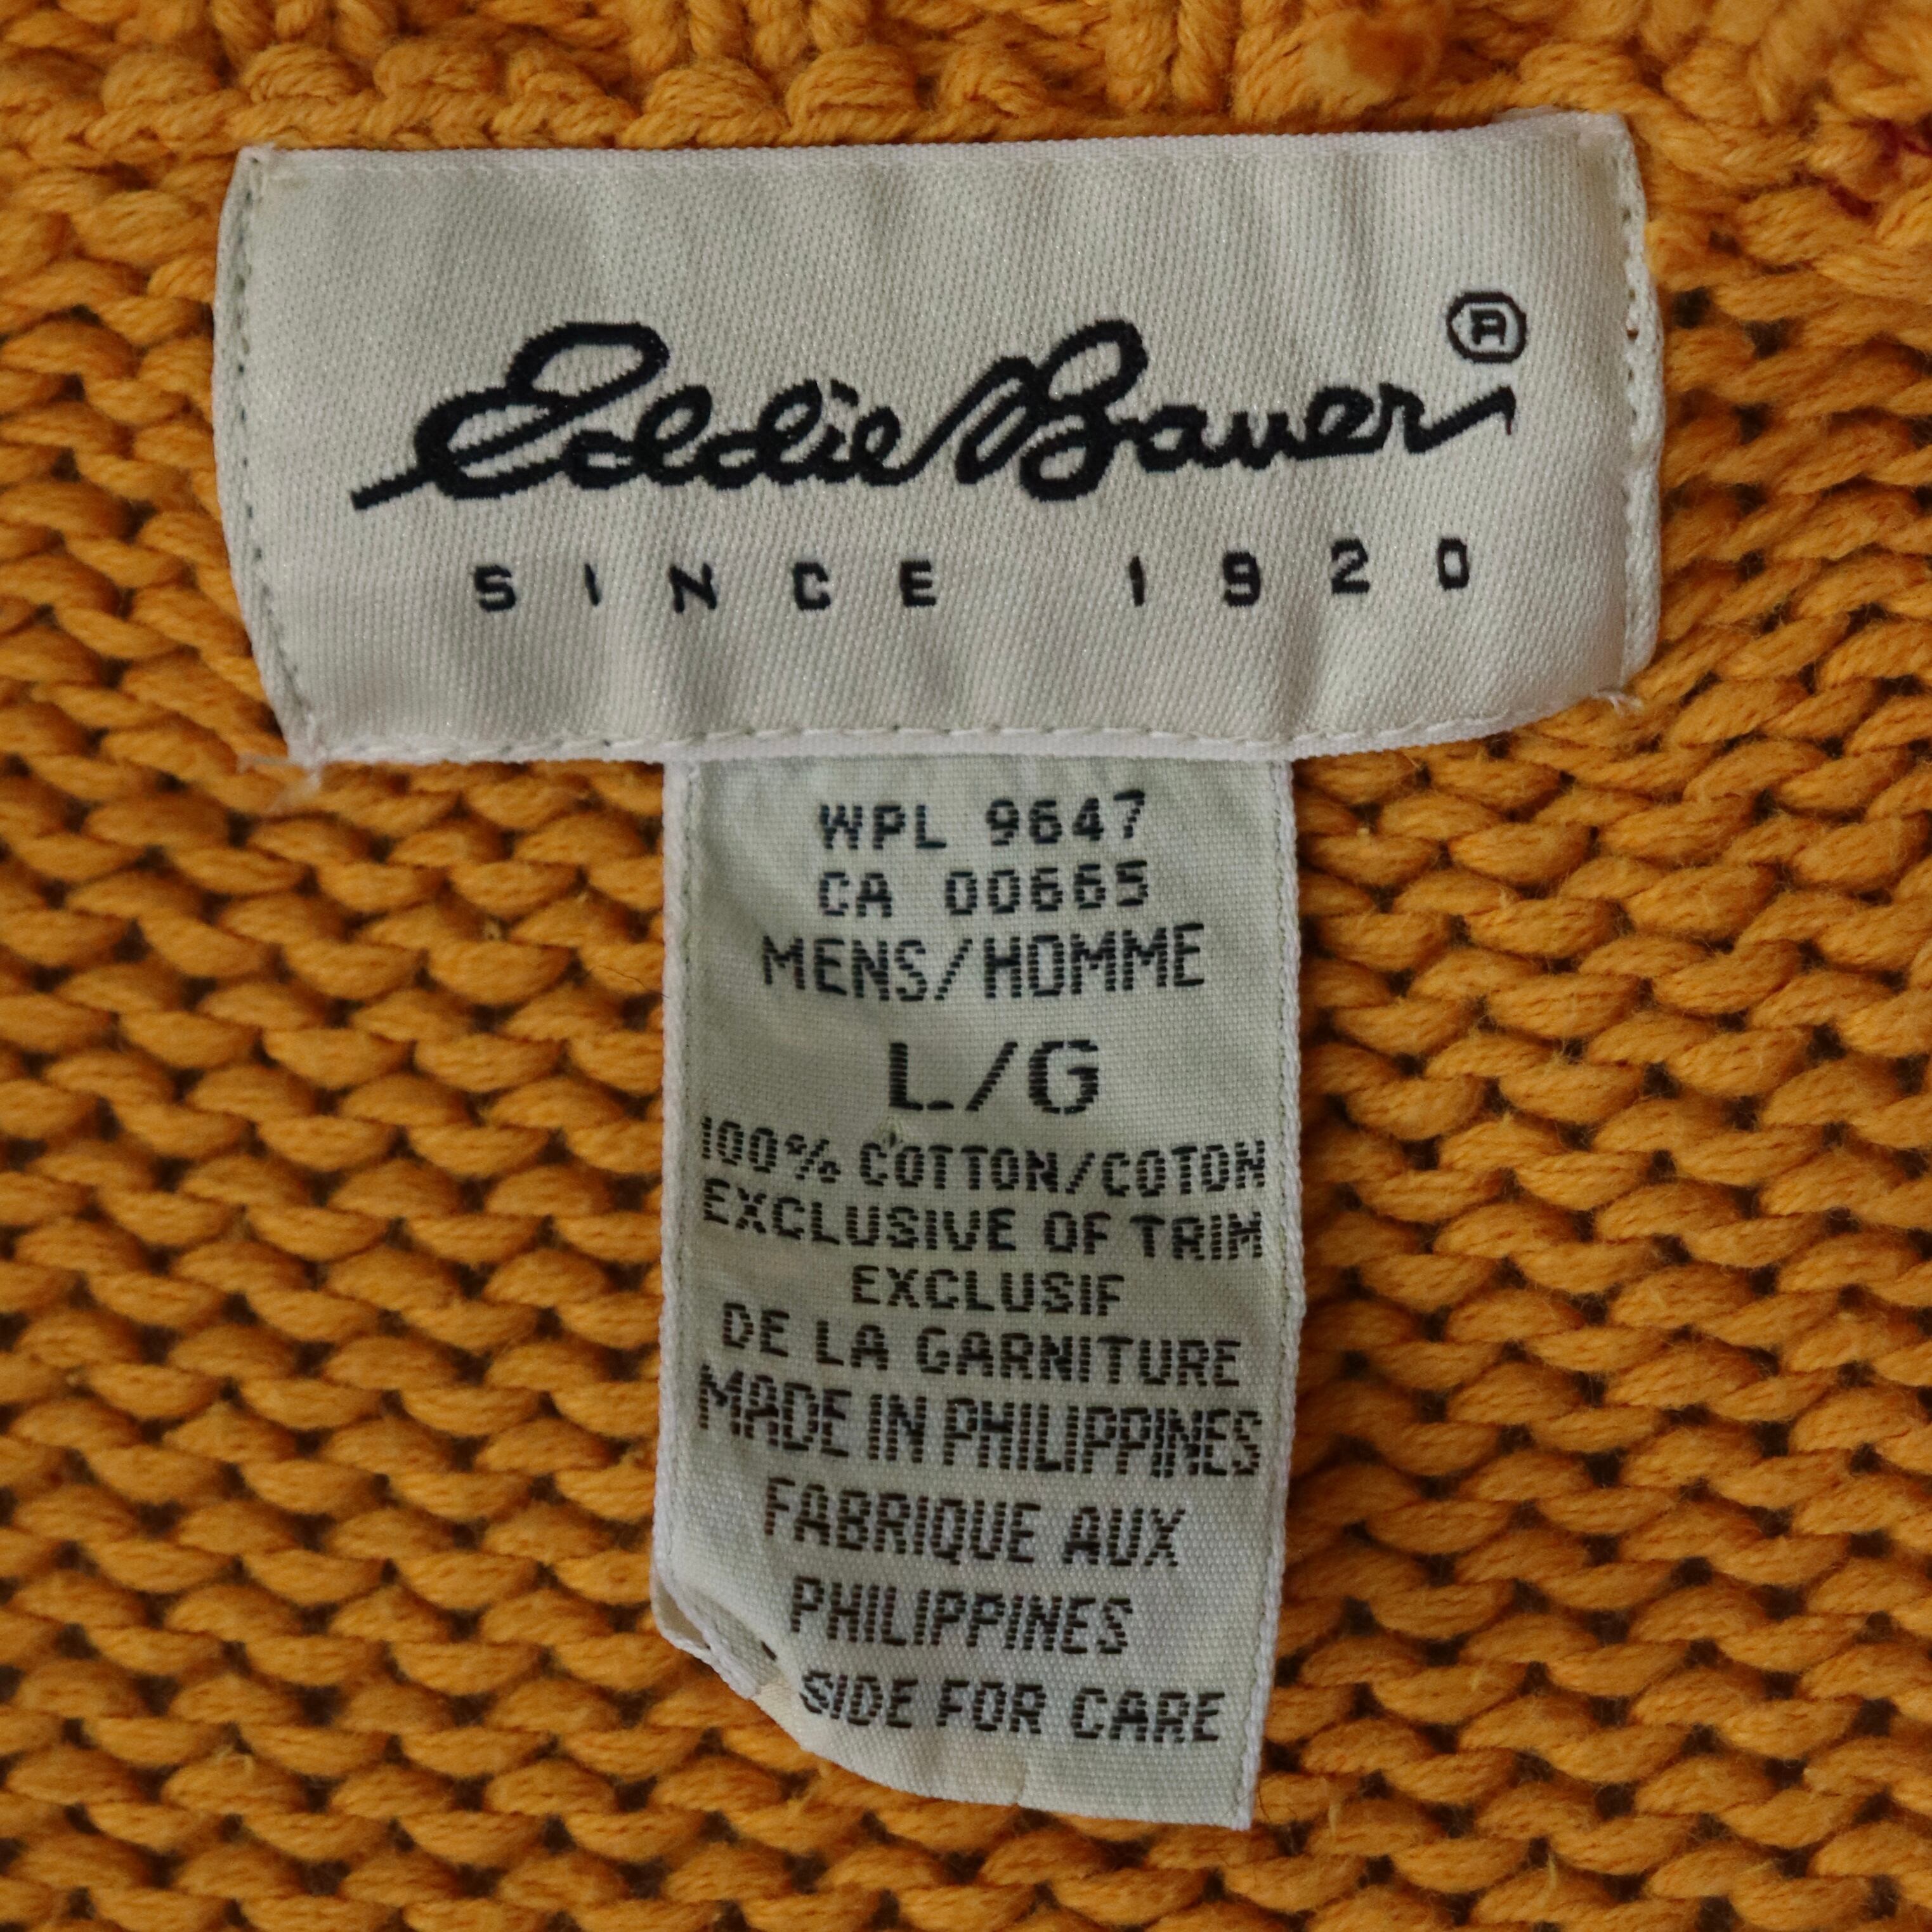 Eddie Bauer ®
SINCE 1920
WPL 9647
CA 00665
MENS/HOMME
L/G
100% COTTON/COTON
EXCLUSIVE OF TRIM
EXCLUSIF
DE LA GARNITURE
MADE IN PHILIPPINES
FABRIQUE AUX
PHILIPPINES
SIDE FOR CARE